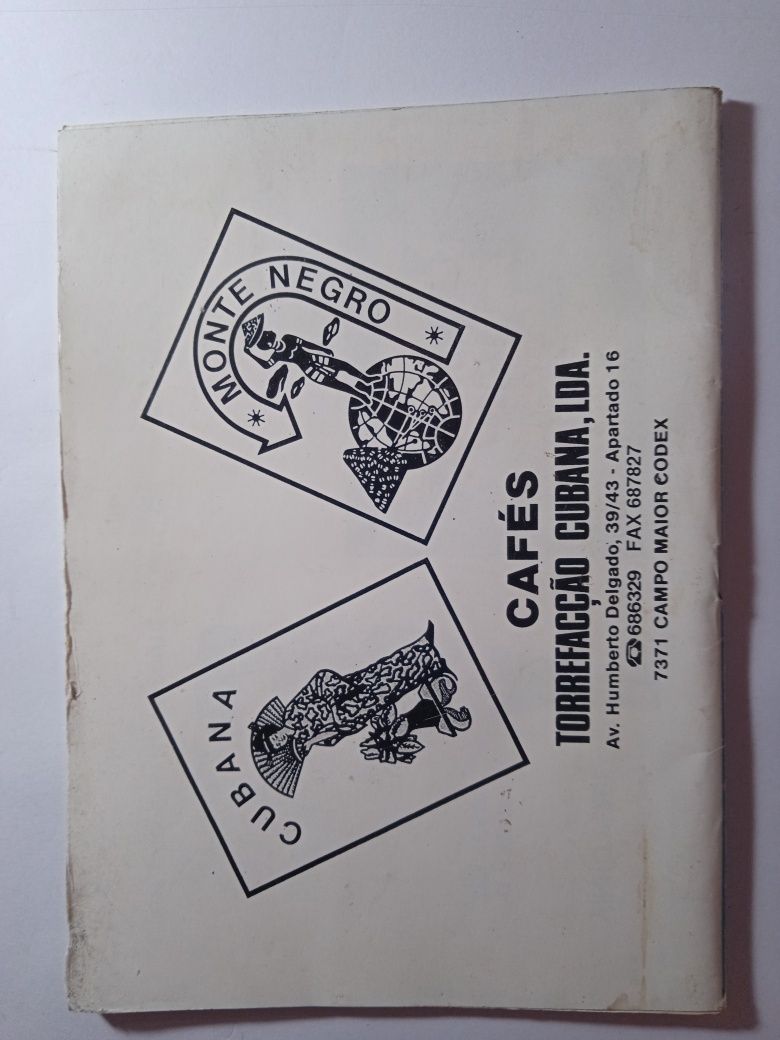 CUBANA
MONTE NEGRO
CAFÉS
TORREFACÇÃO CUBANA, LDA.
Av. Humberto Delgado, 39/43 - Apartado 16
☎ 686329 FAX 687827
7371 CAMPO MAIOR CODEX